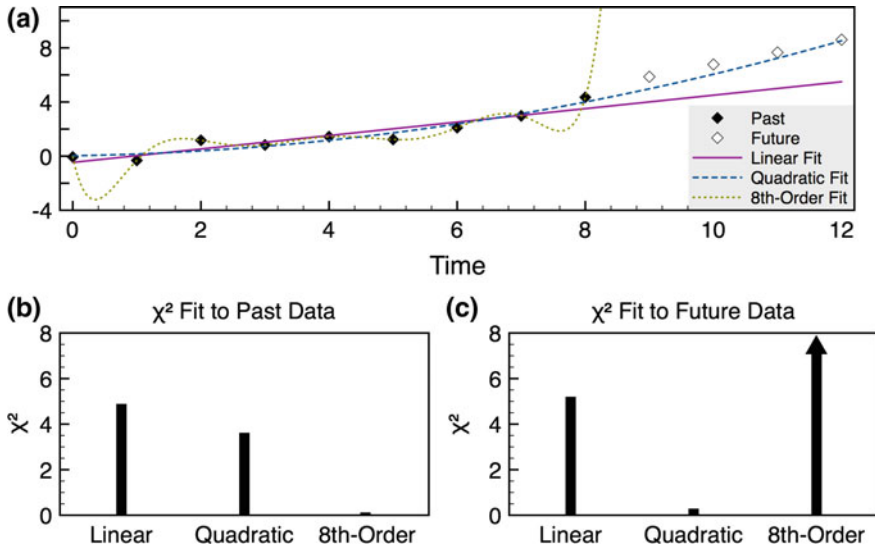 (a)
8
4
0
-4
0 2 4 6 8 10 12
Time
Past
Future
Linear Fit
Quadratic Fit
8th-Order Fit
(b)
χ² Fit to Past Data
8
6
4
2
0
χ²
Linear Quadratic 8th-Order
(c)
χ² Fit to Future Data
8
6
4
2
0
χ²
Linear Quadratic 8th-Order